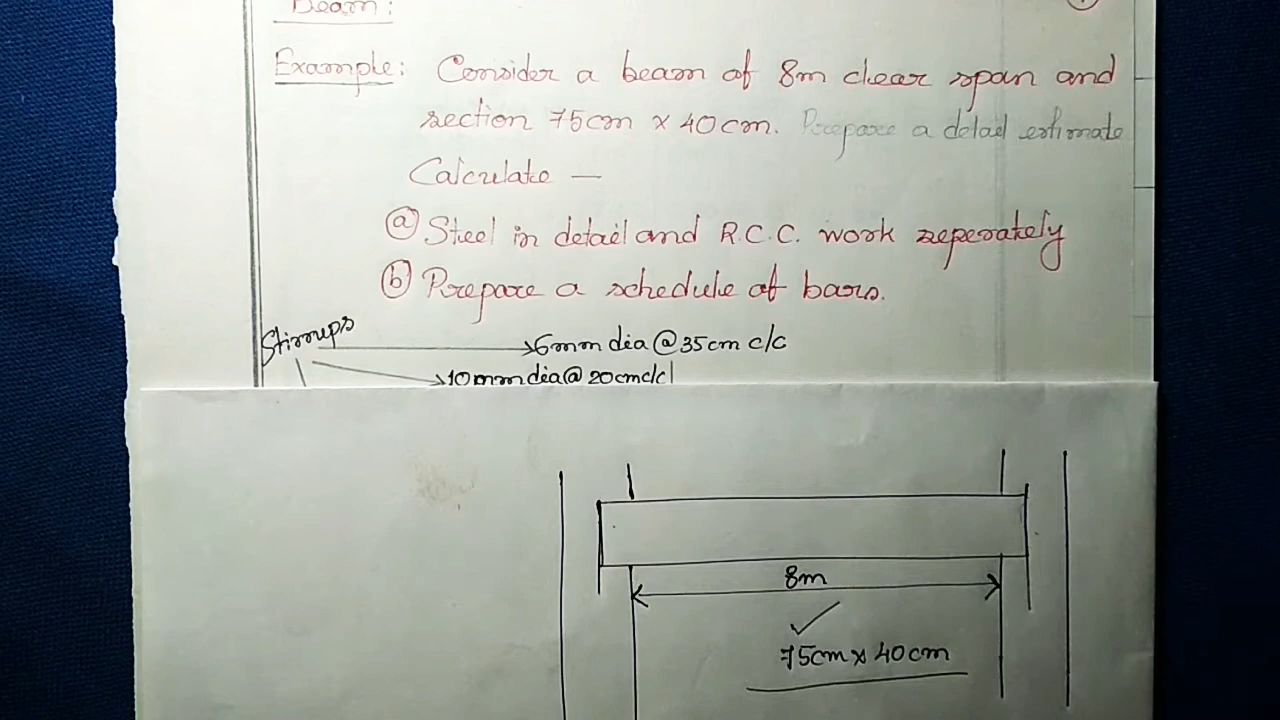 Beam:
Example: Consider a beam of 8m clear span and
section 75cm x 40cm. Prepare a detail estimate
Calculate —
(a) Steel in detail and R.C.C. work seperately
(b) Prepare a schedule of bars.
Stirrups → 6mm dia @ 35cm c/c
→ 10mm dia @ 20cm c/c
8m
75cm x 40cm